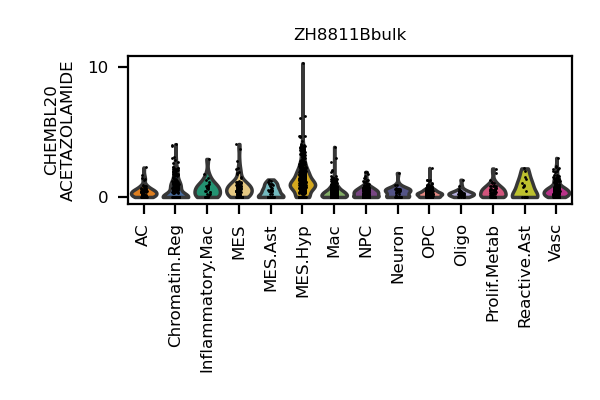 ZH8811Bbulk
CHEMBL20
ACETAZOLAMIDE
10
0
AC
Chromatin.Reg
Inflammatory.Mac
MES
MES.Ast
MES.Hyp
Mac
NPC
Neuron
OPC
Oligo
Prolif.Metab
Reactive.Ast
Vasc